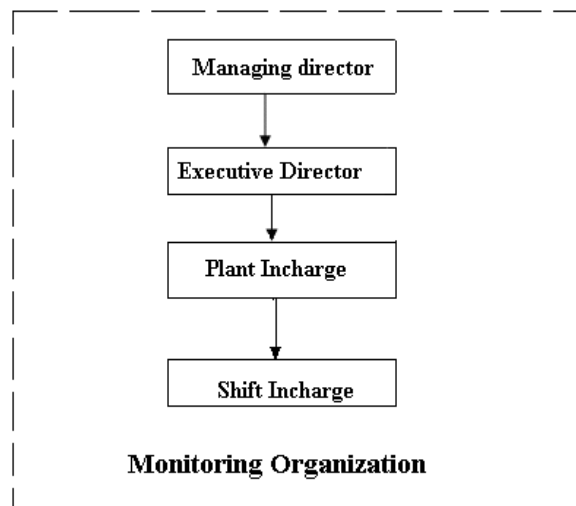 Managing director
Executive Director
Plant Incharge
Shift Incharge
Monitoring Organization